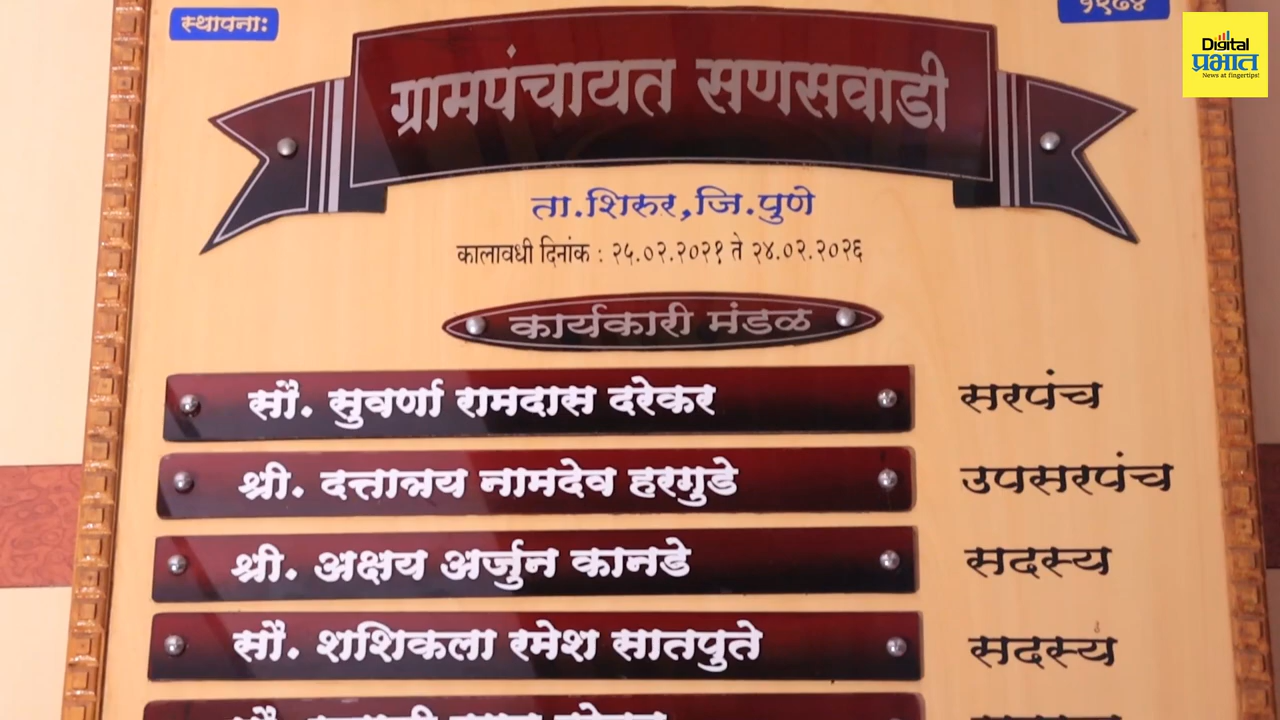 स्थापना:
ग्रामपंचायत सणसवाडी
ता.शिरुर,जि.पुणे
कालावधी दिनांक : २५.०२.२०२१ ते २४.०२.२०२६
कार्यकारी मंडळ
सौ. सुवर्णा रामदास दरेकर सरपंच
श्री. दत्तात्रय नामदेव हरगुडे उपसरपंच
श्री. अक्षय अर्जुन कानडे सदस्य
सौ. शशिकला रमेश सातपुते सदस्य
Digital
प्रभात
News at fingertips!